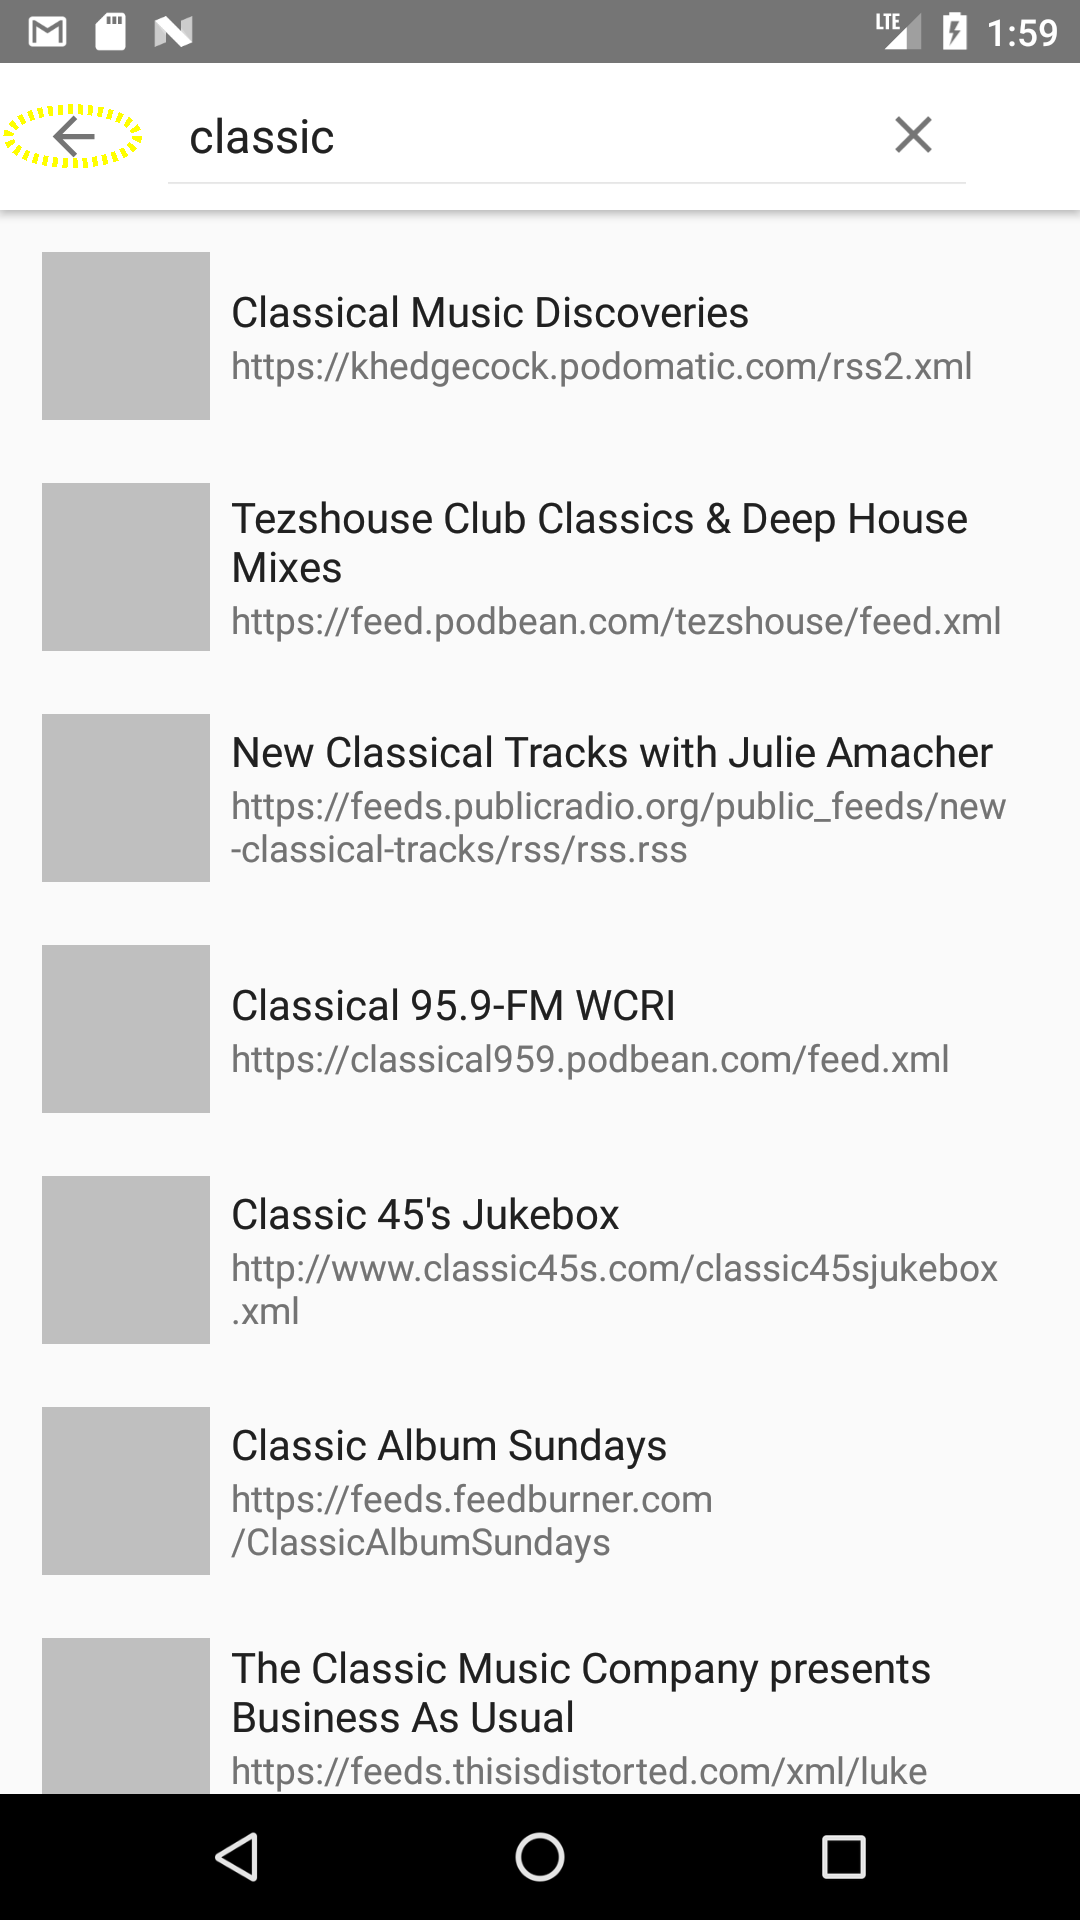 LTE 1:59
classic
Classical Music Discoveries
https://khedgecock.podomatic.com/rss2.xml
Tezshouse Club Classics & Deep House
Mixes
https://feed.podbean.com/tezshouse/feed.xml
New Classical Tracks with Julie Amacher
https://feeds.publicradio.org/public_feeds/new
-classical-tracks/rss/rss.rss
Classical 95.9-FM WCRI
https://classical959.podbean.com/feed.xml
Classic 45's Jukebox
http://www.classic45s.com/classic45sjukebox
.xml
Classic Album Sundays
https://feeds.feedburner.com
/ClassicAlbumSundays
The Classic Music Company presents
Business As Usual
https://feeds.thisisdistorted.com/xml/luke